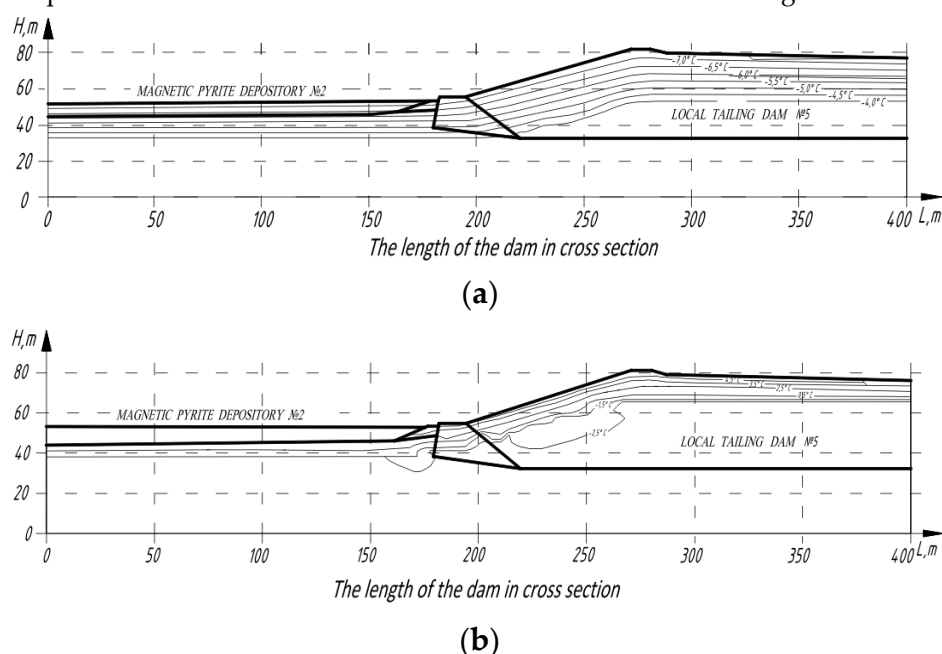 H,m
80
60
40
20
0
MAGNETIC PYRITE DEPOSITORY №2
-7,0° C
-6,5° C
-6,0° C
-5,5° C
-5,0° C
-4,5° C
-4,0° C
LOCAL TAILING DAM №5
0 50 100 150 200 250 300 350 400 L,m
The length of the dam in cross section
(a)
H,m
80
60
40
20
0
MAGNETIC PYRITE DEPOSITORY №2
2,5° C
-1,5° C
-2,5° C
LOCAL TAILING DAM №5
0 50 100 150 200 250 300 350 400 L,m
The length of the dam in cross section
(b)